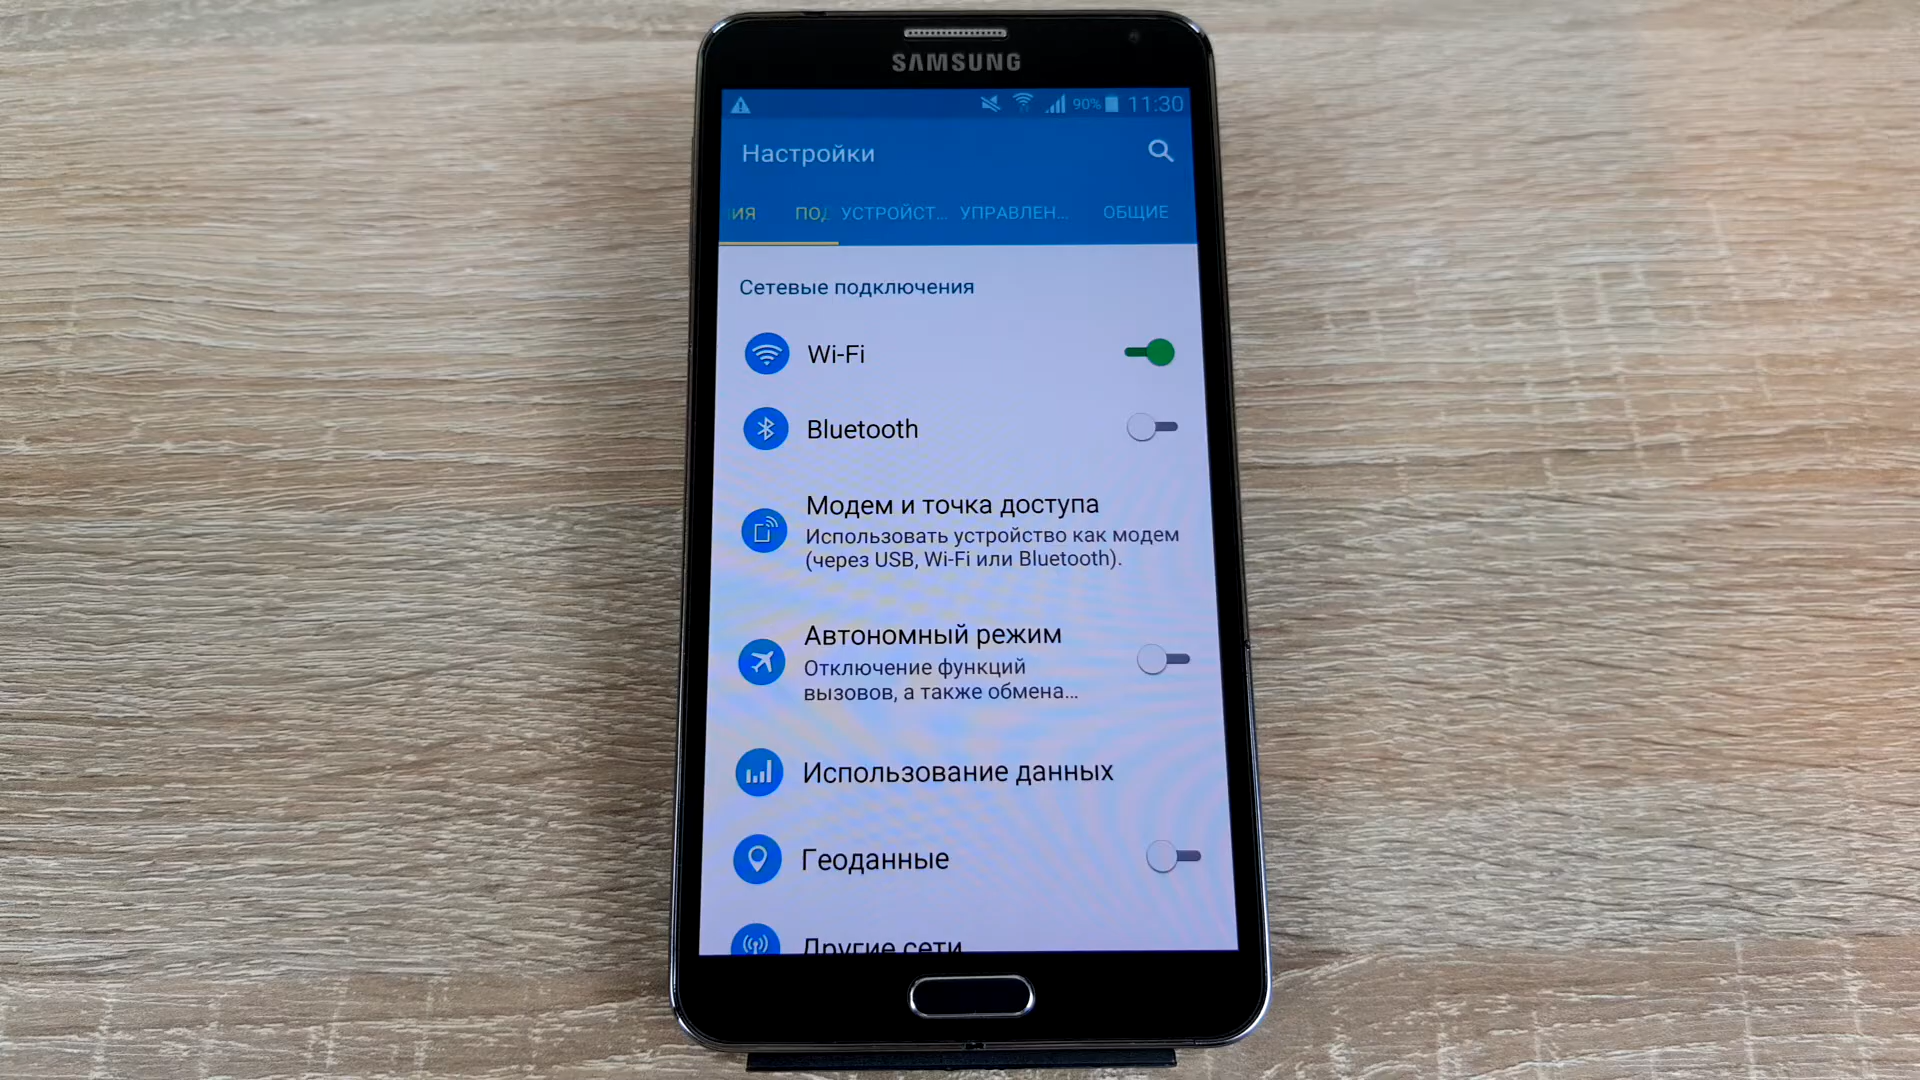 SAMSUNG
90% 11:30
Настройки
ИЯ ПОД УСТРОЙСТ... УПРАВЛЕН... ОБЩИЕ
Сетевые подключения
Wi-Fi
Bluetooth
Модем и точка доступа
Использовать устройство как модем
(через USB, Wi-Fi или Bluetooth).
Автономный режим
Отключение функций
вызовов, а также обмена...
Использование данных
Геоданные
Другие сети